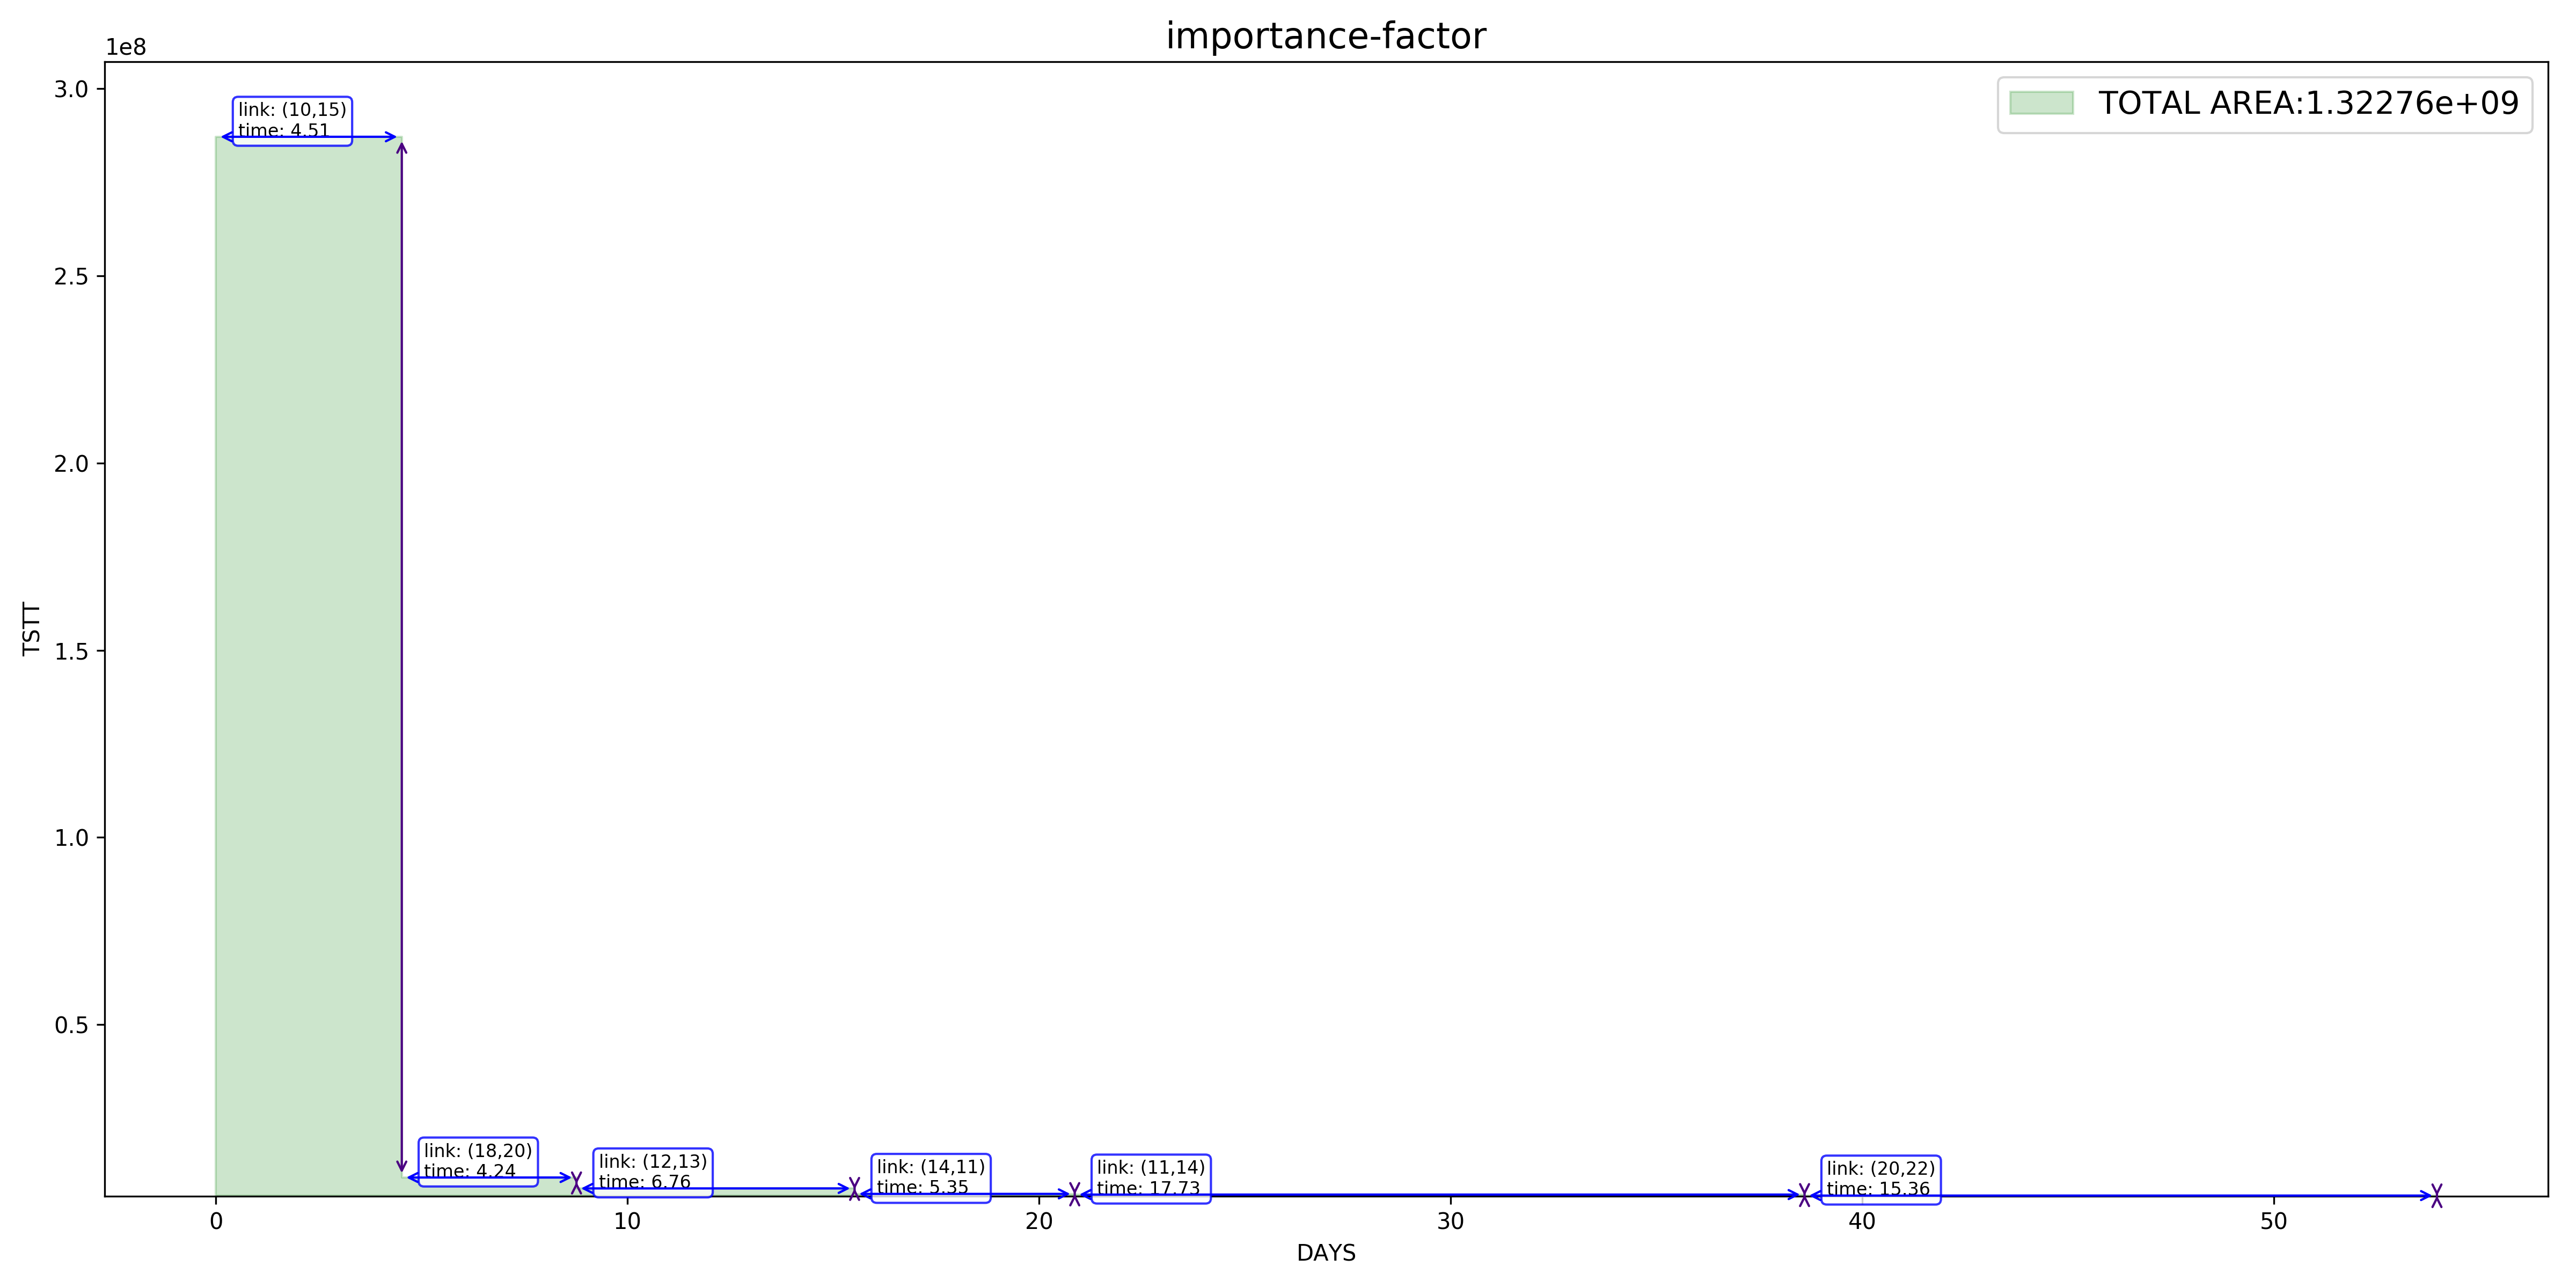 importance-factor
1e8
TOTAL AREA:1.32276e+09
3.0
2.5
2.0
1.5
1.0
0.5
TSTT
link: (10,15)
time: 4.51
link: (18,20)
time: 4.24
link: (12,13)
time: 6.76
link: (14,11)
time: 5.35
link: (11,14)
time: 17.73
link: (20,22)
time: 15.36
0 10 20 30 40 50
DAYS